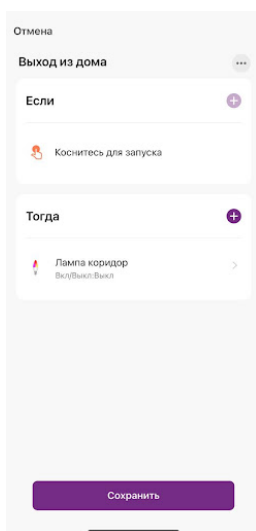 Отмена
Выход из дома
Если
Коснитесь для запуска
Тогда
Лампа коридор
Вкл/Выкл:Выкл
Сохранить